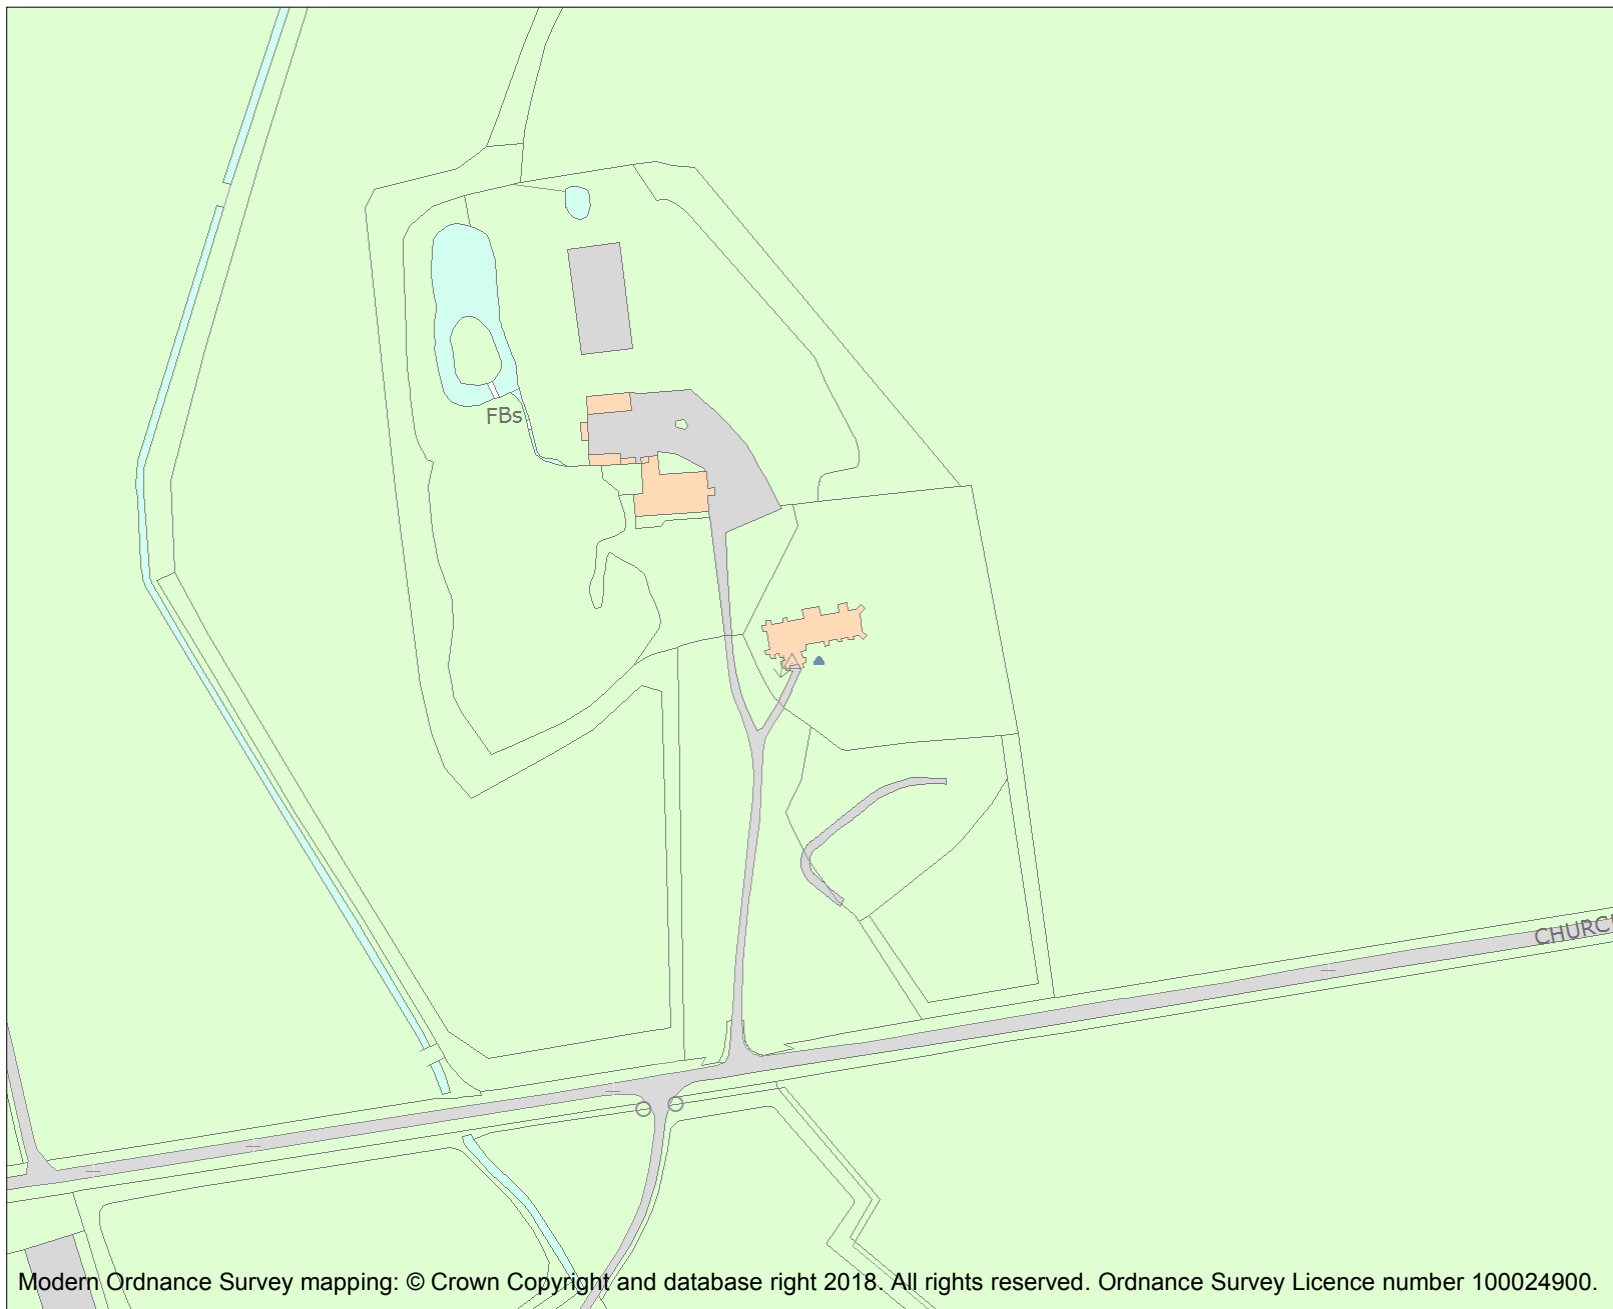 FBs
CHURC
Modern Ordnance Survey mapping: © Crown Copyright and database right 2018. All rights reserved. Ordnance Survey Licence number 100024900.